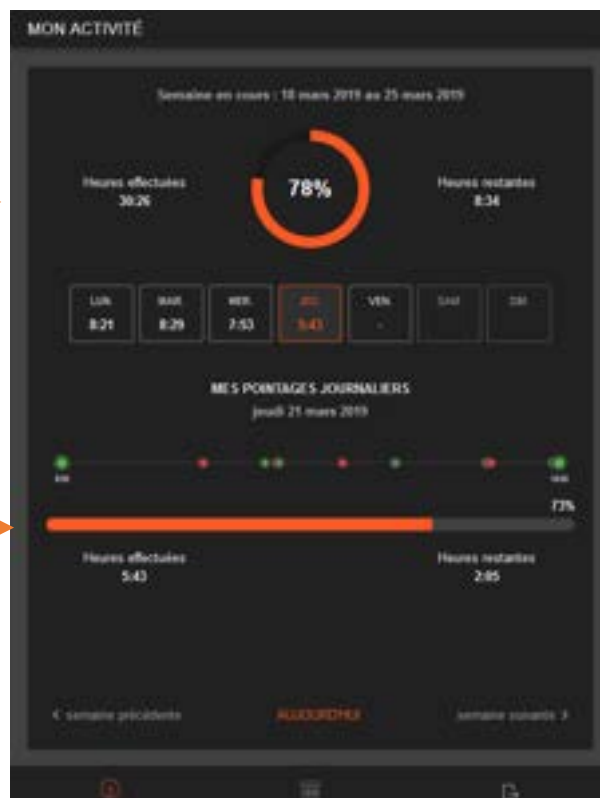 MON ACTIVITÉ
Semaine en cours : 18 mars 2019 au 25 mars 2019
Heures effectuées
30:26
78%
Heures restantes
8:34
LUN. MAR. MER. JEU. VEN. SAM. DIM.
8:21 8:29 7:53 5:43 -
MES POINTAGES JOURNALIERS
jeudi 21 mars 2019
73%
Heures effectuées
5:43
Heures restantes
2:05
< semaine précédente AUJOURD'HUI semaine suivante >